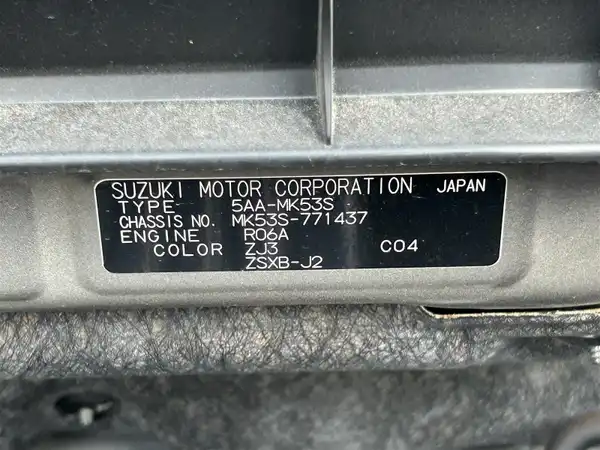 SUZUKI MOTOR CORPORATION JAPAN
TYPE 5AA-MK53S
CHASSIS NO. MK53S-771437
ENGINE R06A
COLOR ZJ3 C04
ZSXB-J2